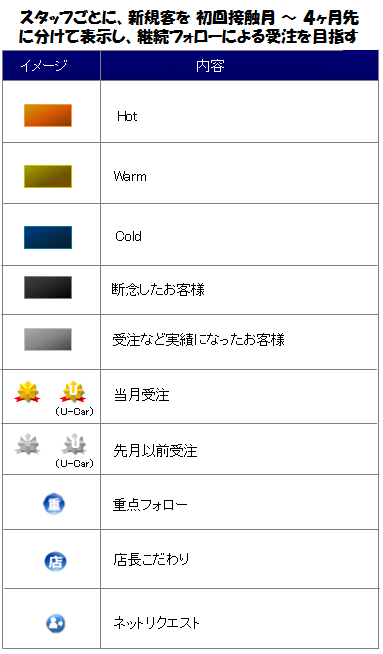 スタッフごとに、新規客を 初回接触月 ～ 4ヶ月先
に分けて表示し、継続フォローによる受注を目指す
イメージ 内容
Hot
Warm
Cold
断念したお客様
受注など実績になったお客様
U 当月受注
(U-Car)
U 先月以前受注
(U-Car)
重 重点フォロー
店 店長こだわり
ネットリクエスト